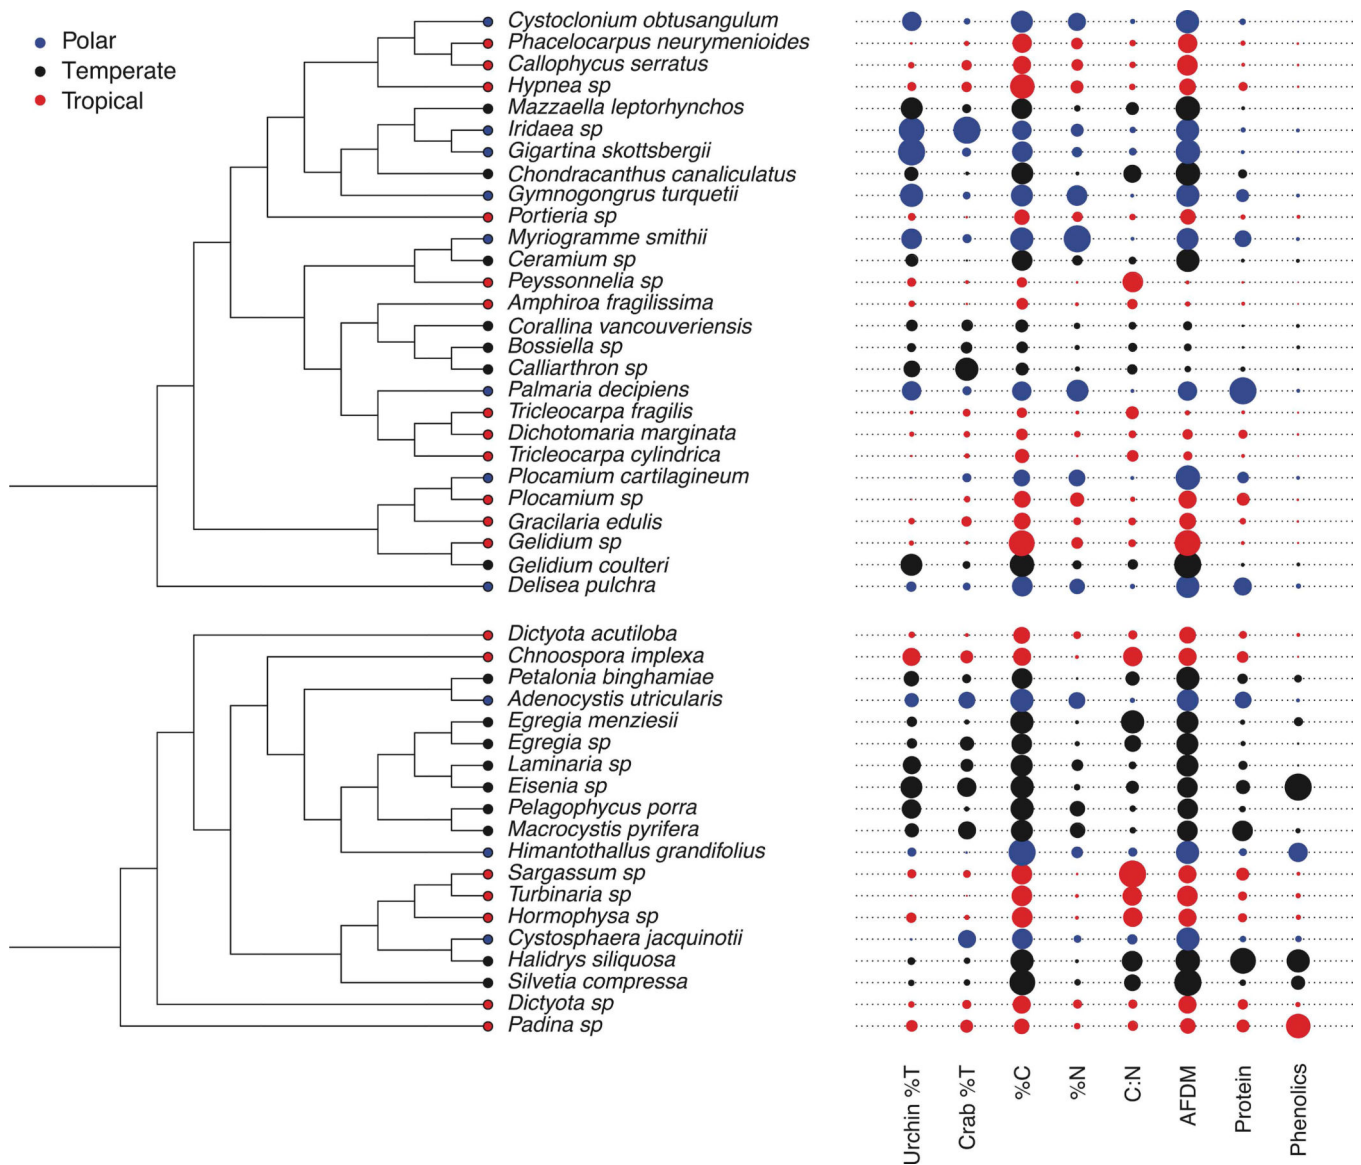 Polar
Temperate
Tropical
Cystoclonium obtusangulum
Phacelocarpus neurymenioides
Callophycus serratus
Hypnea sp
Mazzaella leptorhynchos
Iridaea sp
Gigartina skottsbergii
Chondracanthus canaliculatus
Gymnogongrus turquetii
Portieria sp
Myriogramme smithii
Ceramium sp
Peyssonnelia sp
Amphiroa fragilissima
Corallina vancouveriensis
Bossiella sp
Calliarthron sp
Palmaria decipiens
Tricleocarpa fragilis
Dichotomaria marginata
Tricleocarpa cylindrica
Plocamium cartilagineum
Plocamium sp
Gracilaria edulis
Gelidium sp
Gelidium coulteri
Delisea pulchra
Dictyota acutiloba
Chnoospora implexa
Petalonia binghamiae
Adenocystis utricularis
Egregia menziesii
Egregia sp
Laminaria sp
Eisenia sp
Pelagophycus porra
Macrocystis pyrifera
Himantothallus grandifolius
Sargassum sp
Turbinaria sp
Hormophysa sp
Cystosphaera jacquinotii
Halidrys siliquosa
Silvetia compressa
Dictyota sp
Padina sp
Urchin %T
Crab %T
%C
%N
C:N
AFDM
Protein
Phenolics